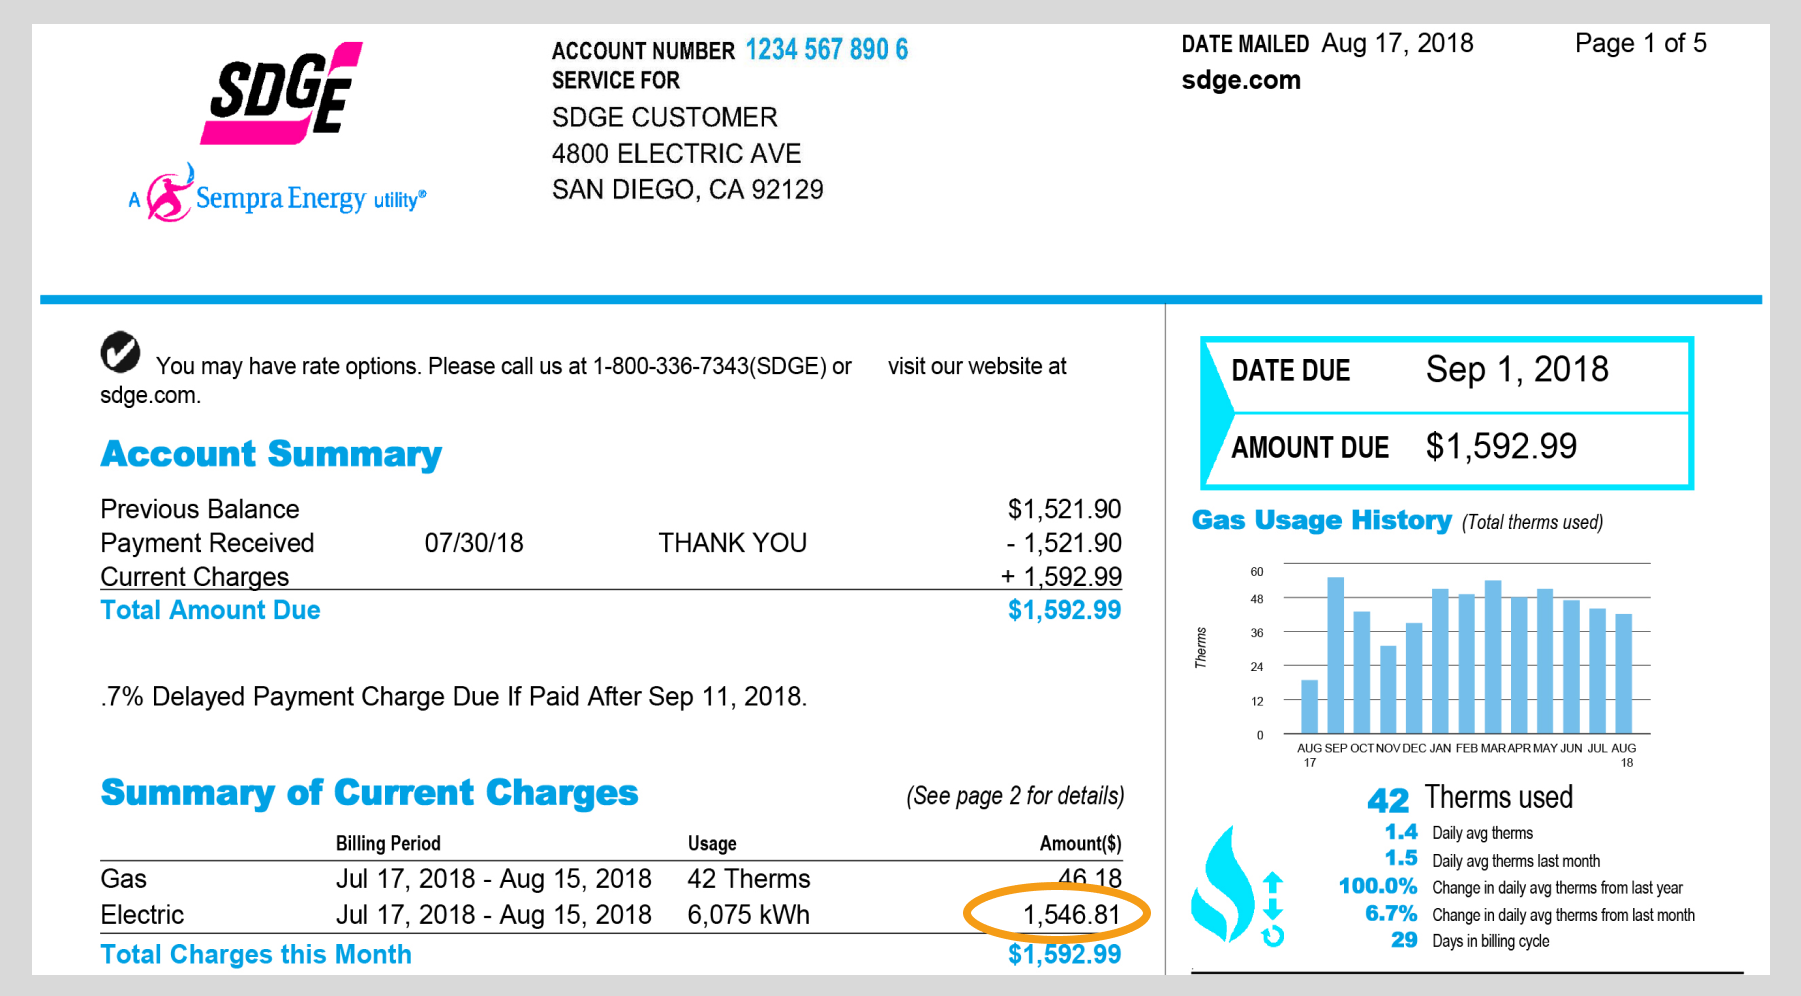 SDGE
A Sempra Energy utility®
ACCOUNT NUMBER 1234 567 890 6
SERVICE FOR
SDGE CUSTOMER
4800 ELECTRIC AVE
SAN DIEGO, CA 92129
DATE MAILED Aug 17, 2018 Page 1 of 5
sdge.com
You may have rate options. Please call us at 1-800-336-7343(SDGE) or visit our website at
sdge.com.
Account Summary
Previous Balance $1,521.90
Payment Received 07/30/18 THANK YOU - 1,521.90
Current Charges + 1,592.99
Total Amount Due $1,592.99
.7% Delayed Payment Charge Due If Paid After Sep 11, 2018.
Summary of Current Charges (See page 2 for details)
Billing Period Usage Amount($)
Gas Jul 17, 2018 - Aug 15, 2018 42 Therms 46.18
Electric Jul 17, 2018 - Aug 15, 2018 6,075 kWh 1,546.81
Total Charges this Month $1,592.99
DATE DUE Sep 1, 2018
AMOUNT DUE $1,592.99
Gas Usage History (Total therms used)
Therms
60
48
36
24
12
0
AUG SEP OCT NOV DEC JAN FEB MAR APR MAY JUN JUL AUG
17 18
42 Therms used
1.4 Daily avg therms
1.5 Daily avg therms last month
100.0% Change in daily avg therms from last year
6.7% Change in daily avg therms from last month
29 Days in billing cycle